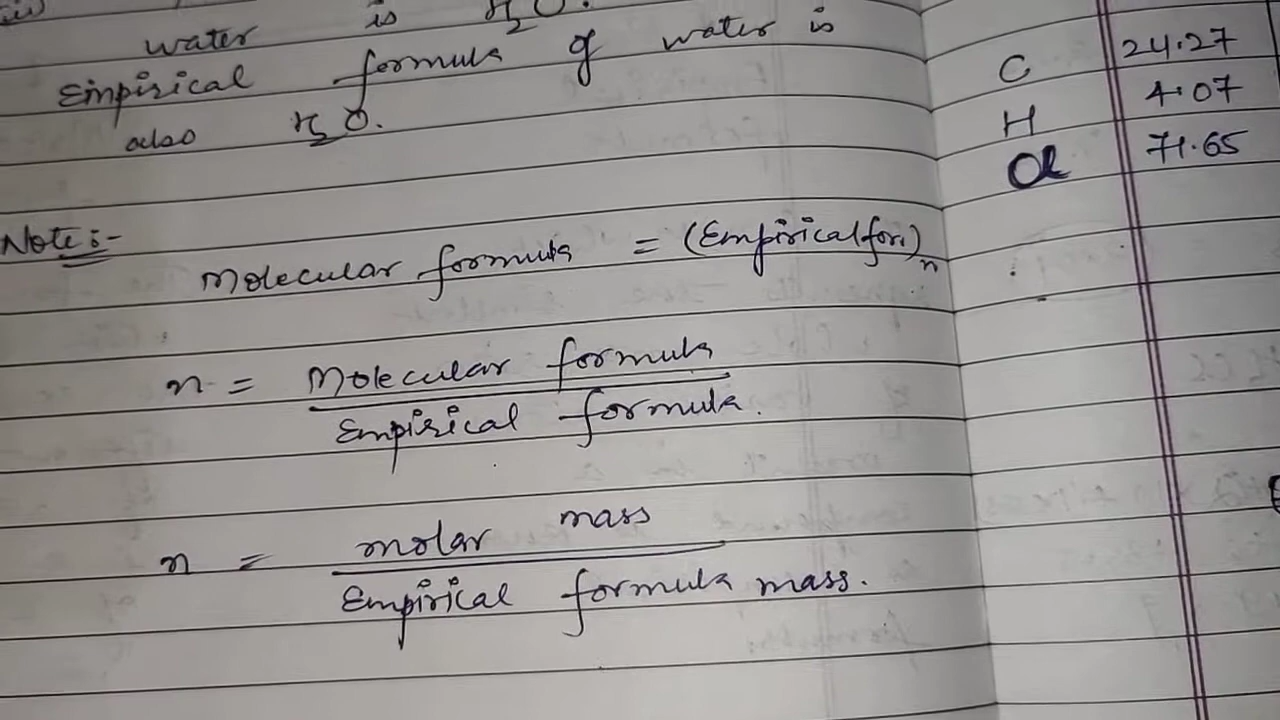 water is H₂O.
Empirical formula of water is
also H₂O.
Note :-
Molecular formula = (Empirical for.)n
n = Molecular formula
Empirical formula.
n = molar mass
Empirical formula mass.
C 24.27
H 4.07
Cl 71.65